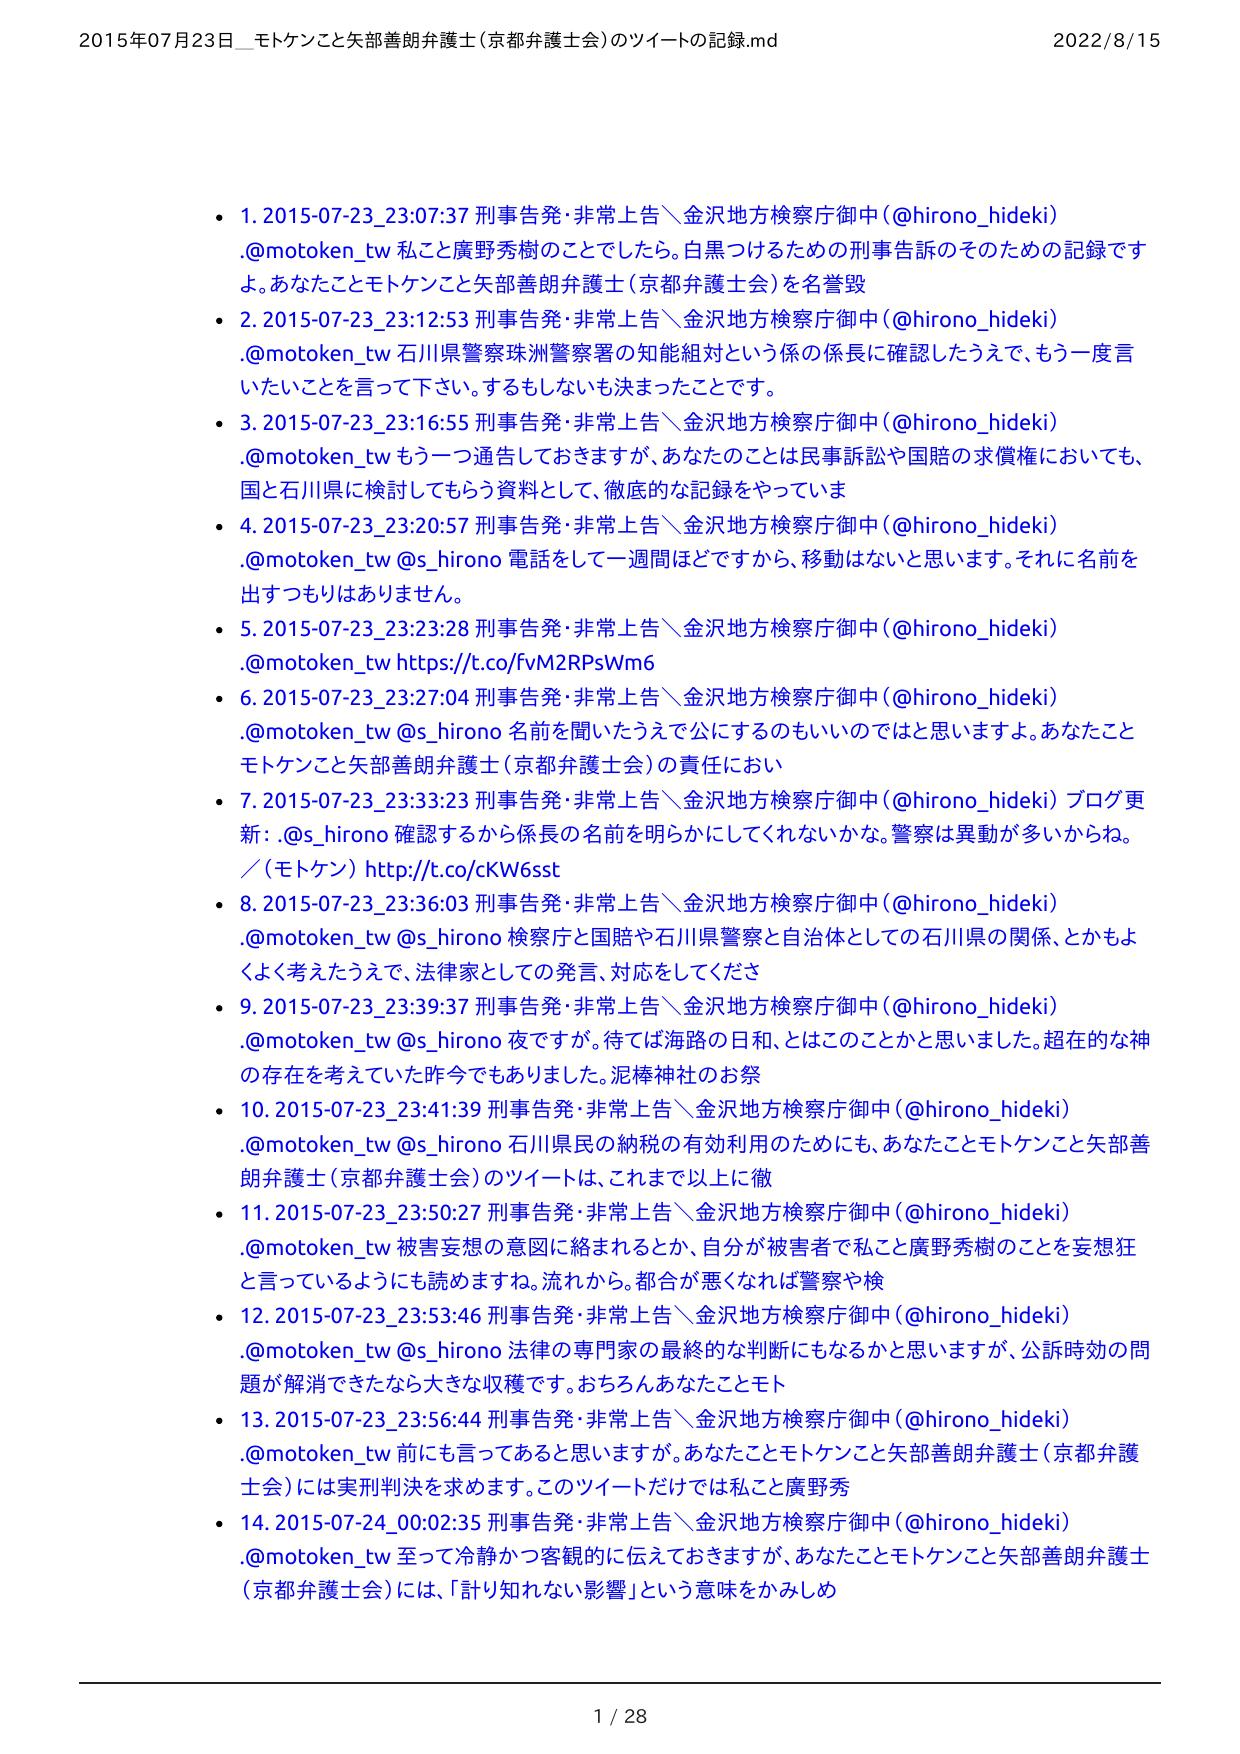 2015年07月23日__モトケンこと矢部善朗弁護士（京都弁護士会）のツイートの記録.md 2022/8/15
• 1. 2015-07-23_23:07:37 刑事告発・非常上告＼金沢地方検察庁御中（@hirono_hideki）
.@motoken_tw 私こと廣野秀樹のことでしたら。白黒つけるための刑事告訴のそのための記録です
よ。あなたことモトケンこと矢部善朗弁護士（京都弁護士会）を名誉毀
• 2. 2015-07-23_23:12:53 刑事告発・非常上告＼金沢地方検察庁御中（@hirono_hideki）
.@motoken_tw 石川県警察珠洲警察署の知能組対という係の係長に確認したうえで、もう一度言
いたいことを言って下さい。するもしないも決まったことです。
• 3. 2015-07-23_23:16:55 刑事告発・非常上告＼金沢地方検察庁御中（@hirono_hideki）
.@motoken_tw もう一つ通告しておきますが、あなたのことは民事訴訟や国賠の求償権においても、
国と石川県に検討してもらう資料として、徹底的な記録をやっていま
• 4. 2015-07-23_23:20:57 刑事告発・非常上告＼金沢地方検察庁御中（@hirono_hideki）
.@motoken_tw @s_hirono 電話をして一週間ほどですから、移動はないと思います。それに名前を
出すつもりはありません。
• 5. 2015-07-23_23:23:28 刑事告発・非常上告＼金沢地方検察庁御中（@hirono_hideki）
.@motoken_tw https://t.co/fvM2RPsWm6
• 6. 2015-07-23_23:27:04 刑事告発・非常上告＼金沢地方検察庁御中（@hirono_hideki）
.@motoken_tw @s_hirono 名前を聞いたうえで公にするのもいいのではと思いますよ。あなたこと
モトケンこと矢部善朗弁護士（京都弁護士会）の責任におい
• 7. 2015-07-23_23:33:23 刑事告発・非常上告＼金沢地方検察庁御中（@hirono_hideki） ブログ更
新： .@s_hirono 確認するから係長の名前を明らかにしてくれないかな。警察は異動が多いからね。
／（モトケン） http://t.co/cKW6sst
• 8. 2015-07-23_23:36:03 刑事告発・非常上告＼金沢地方検察庁御中（@hirono_hideki）
.@motoken_tw @s_hirono 検察庁と国賠や石川県警察と自治体としての石川県の関係、とかもよ
くよく考えたうえで、法律家としての発言、対応をしてくださ
• 9. 2015-07-23_23:39:37 刑事告発・非常上告＼金沢地方検察庁御中（@hirono_hideki）
.@motoken_tw @s_hirono 夜ですが。待てば海路の日和、とはこのことかと思いました。超在的な神
の存在を考えていた昨今でもありました。泥棒神社のお祭
• 10. 2015-07-23_23:41:39 刑事告発・非常上告＼金沢地方検察庁御中（@hirono_hideki）
.@motoken_tw @s_hirono 石川県民の納税の有効利用のためにも、あなたことモトケンこと矢部善
朗弁護士（京都弁護士会）のツイートは、これまで以上に徹
• 11. 2015-07-23_23:50:27 刑事告発・非常上告＼金沢地方検察庁御中（@hirono_hideki）
.@motoken_tw 被害妄想の意図に絡まれるとか、自分が被害者で私こと廣野秀樹のことを妄想狂
と言っているようにも読めますね。流れから。都合が悪くなれば警察や検
• 12. 2015-07-23_23:53:46 刑事告発・非常上告＼金沢地方検察庁御中（@hirono_hideki）
.@motoken_tw @s_hirono 法律の専門家の最終的な判断にもなるかと思いますが、公訴時効の問
題が解消できたなら大きな収穫です。おちろんあなたことモト
• 13. 2015-07-23_23:56:44 刑事告発・非常上告＼金沢地方検察庁御中（@hirono_hideki）
.@motoken_tw 前にも言ってあると思いますが。あなたことモトケンこと矢部善朗弁護士（京都弁護
士会）には実刑判決を求めます。このツイートだけでは私こと廣野秀
• 14. 2015-07-24_00:02:35 刑事告発・非常上告＼金沢地方検察庁御中（@hirono_hideki）
.@motoken_tw 至って冷静かつ客観的に伝えておきますが、あなたことモトケンこと矢部善朗弁護士
（京都弁護士会）には、「計り知れない影響」という意味をかみしめ
1 / 28